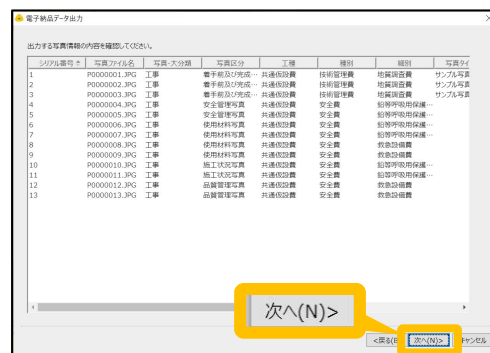 電子納品データ出力
出力する写真情報の内容を確認してください。
シリアル番号 写真ファイル名 写真-大分類 写真区分 工種 種別 細別 写真タイ
1 P0000001.JPG 工事 着手前及び完成… 共通仮設費 技術管理費 地質調査費 サンプル写真
2 P0000002.JPG 工事 着手前及び完成… 共通仮設費 技術管理費 地質調査費 サンプル写真
3 P0000003.JPG 工事 着手前及び完成… 共通仮設費 技術管理費 地質調査費 サンプル写真
4 P0000004.JPG 工事 安全管理写真 共通仮設費 安全費 鉛等呼吸用保護…
5 P0000005.JPG 工事 安全管理写真 共通仮設費 安全費 鉛等呼吸用保護…
6 P0000006.JPG 工事 使用材料写真 共通仮設費 安全費 鉛等呼吸用保護…
7 P0000007.JPG 工事 使用材料写真 共通仮設費 安全費 鉛等呼吸用保護…
8 P0000008.JPG 工事 使用材料写真 共通仮設費 安全費 救急設備費
9 P0000009.JPG 工事 使用材料写真 共通仮設費 安全費 救急設備費
10 P0000010.JPG 工事 施工状況写真 共通仮設費 安全費 鉛等呼吸用保護…
11 P0000011.JPG 工事 施工状況写真 共通仮設費 安全費 鉛等呼吸用保護…
12 P0000012.JPG 工事 品質管理写真 共通仮設費 安全費 救急設備費
13 P0000013.JPG 工事 品質管理写真 共通仮設費 安全費 救急設備費
次へ(N)>
<戻る(B 次へ(N)> キャンセル